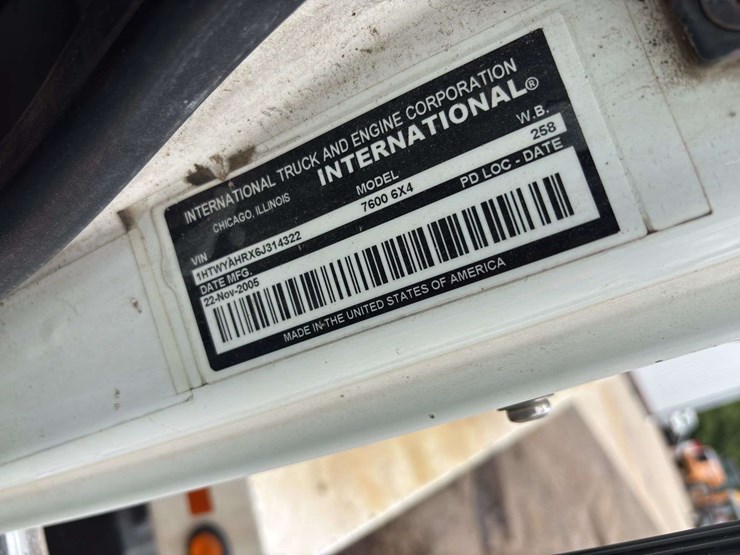 INTERNATIONAL TRUCK AND ENGINE CORPORATION
CHICAGO, ILLINOIS INTERNATIONAL®
VIN MODEL W.B.
1HTWYAHRX6J314322 7600 6X4 258
DATE MFG. PD LOC - DATE
22-Nov-2005
MADE IN THE UNITED STATES OF AMERICA